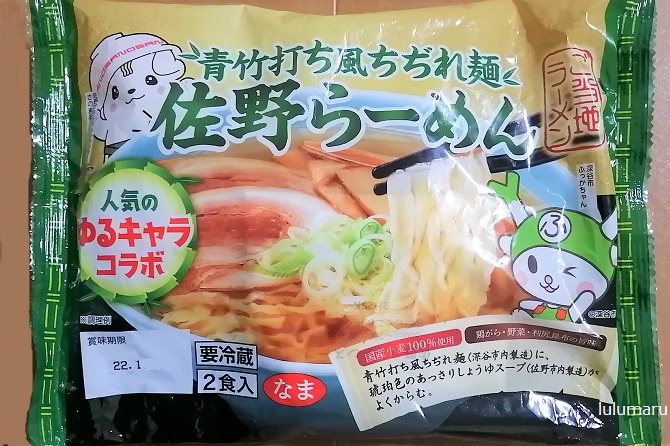 青竹打ち風ちぢれ麺
佐野らーめん
ご当地
ラーメン
人気の
ゆるキャラ
コラボ
深谷市
ふっかちゃん
ふ
©深谷市
※調理例
賞味期限
22.1
要冷蔵
2食入
なま
国産小麦100%使用
鶏がら・野菜・利尻昆布の旨味
青竹打ち風ちぢれ麺(深谷市内製造)に、
琥珀色のあっさりしょうゆスープ(佐野市内製造)が
よくからむ。
lulumaru